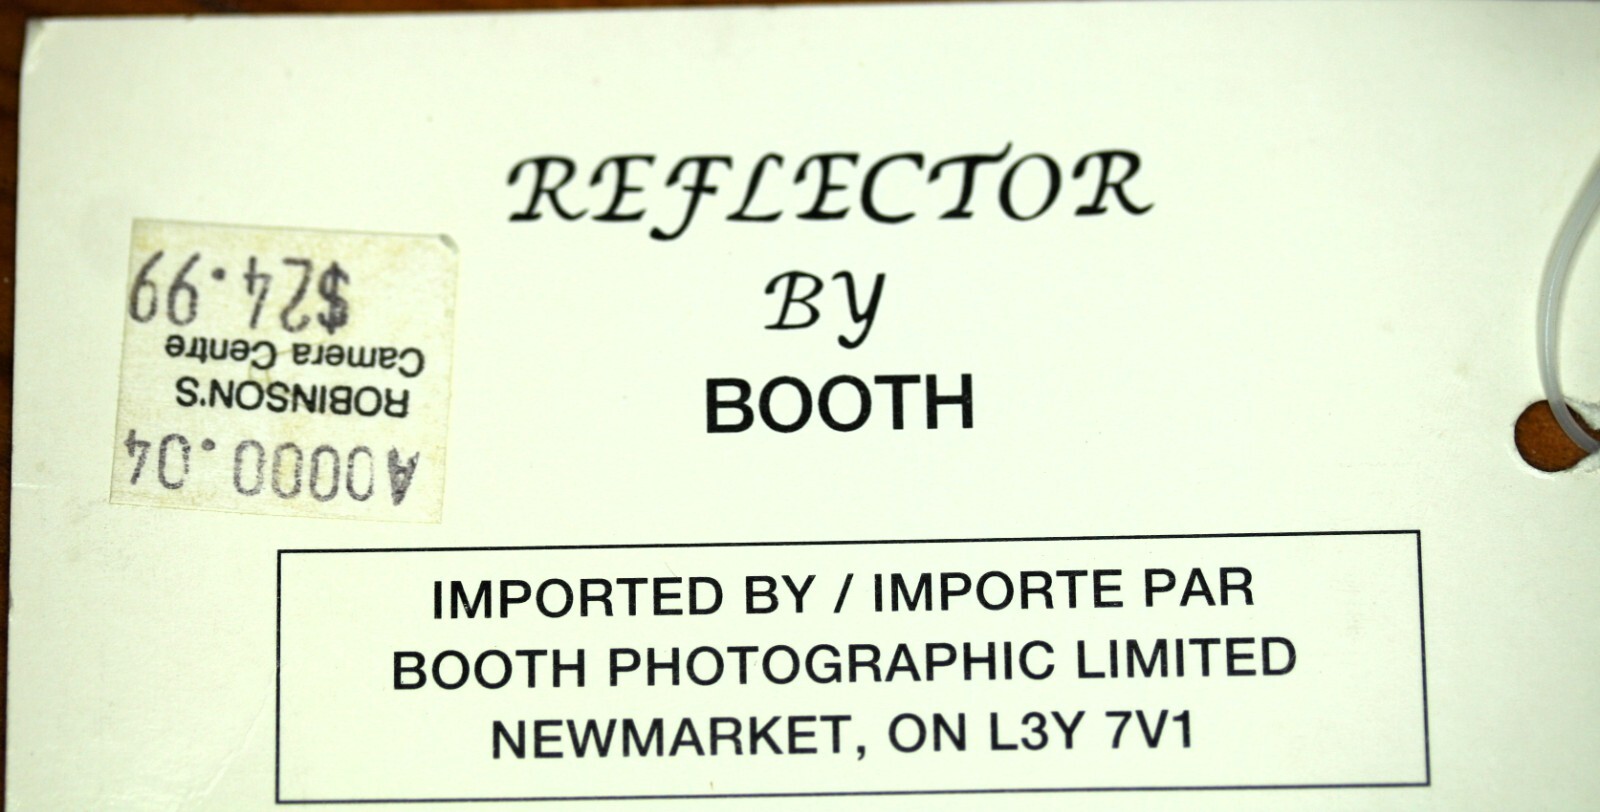 REFLECTOR
BY
BOOTH
A0000.04
ROBINSON'S
Camera Centre
$24.99
IMPORTED BY / IMPORTE PAR
BOOTH PHOTOGRAPHIC LIMITED
NEWMARKET, ON L3Y 7V1